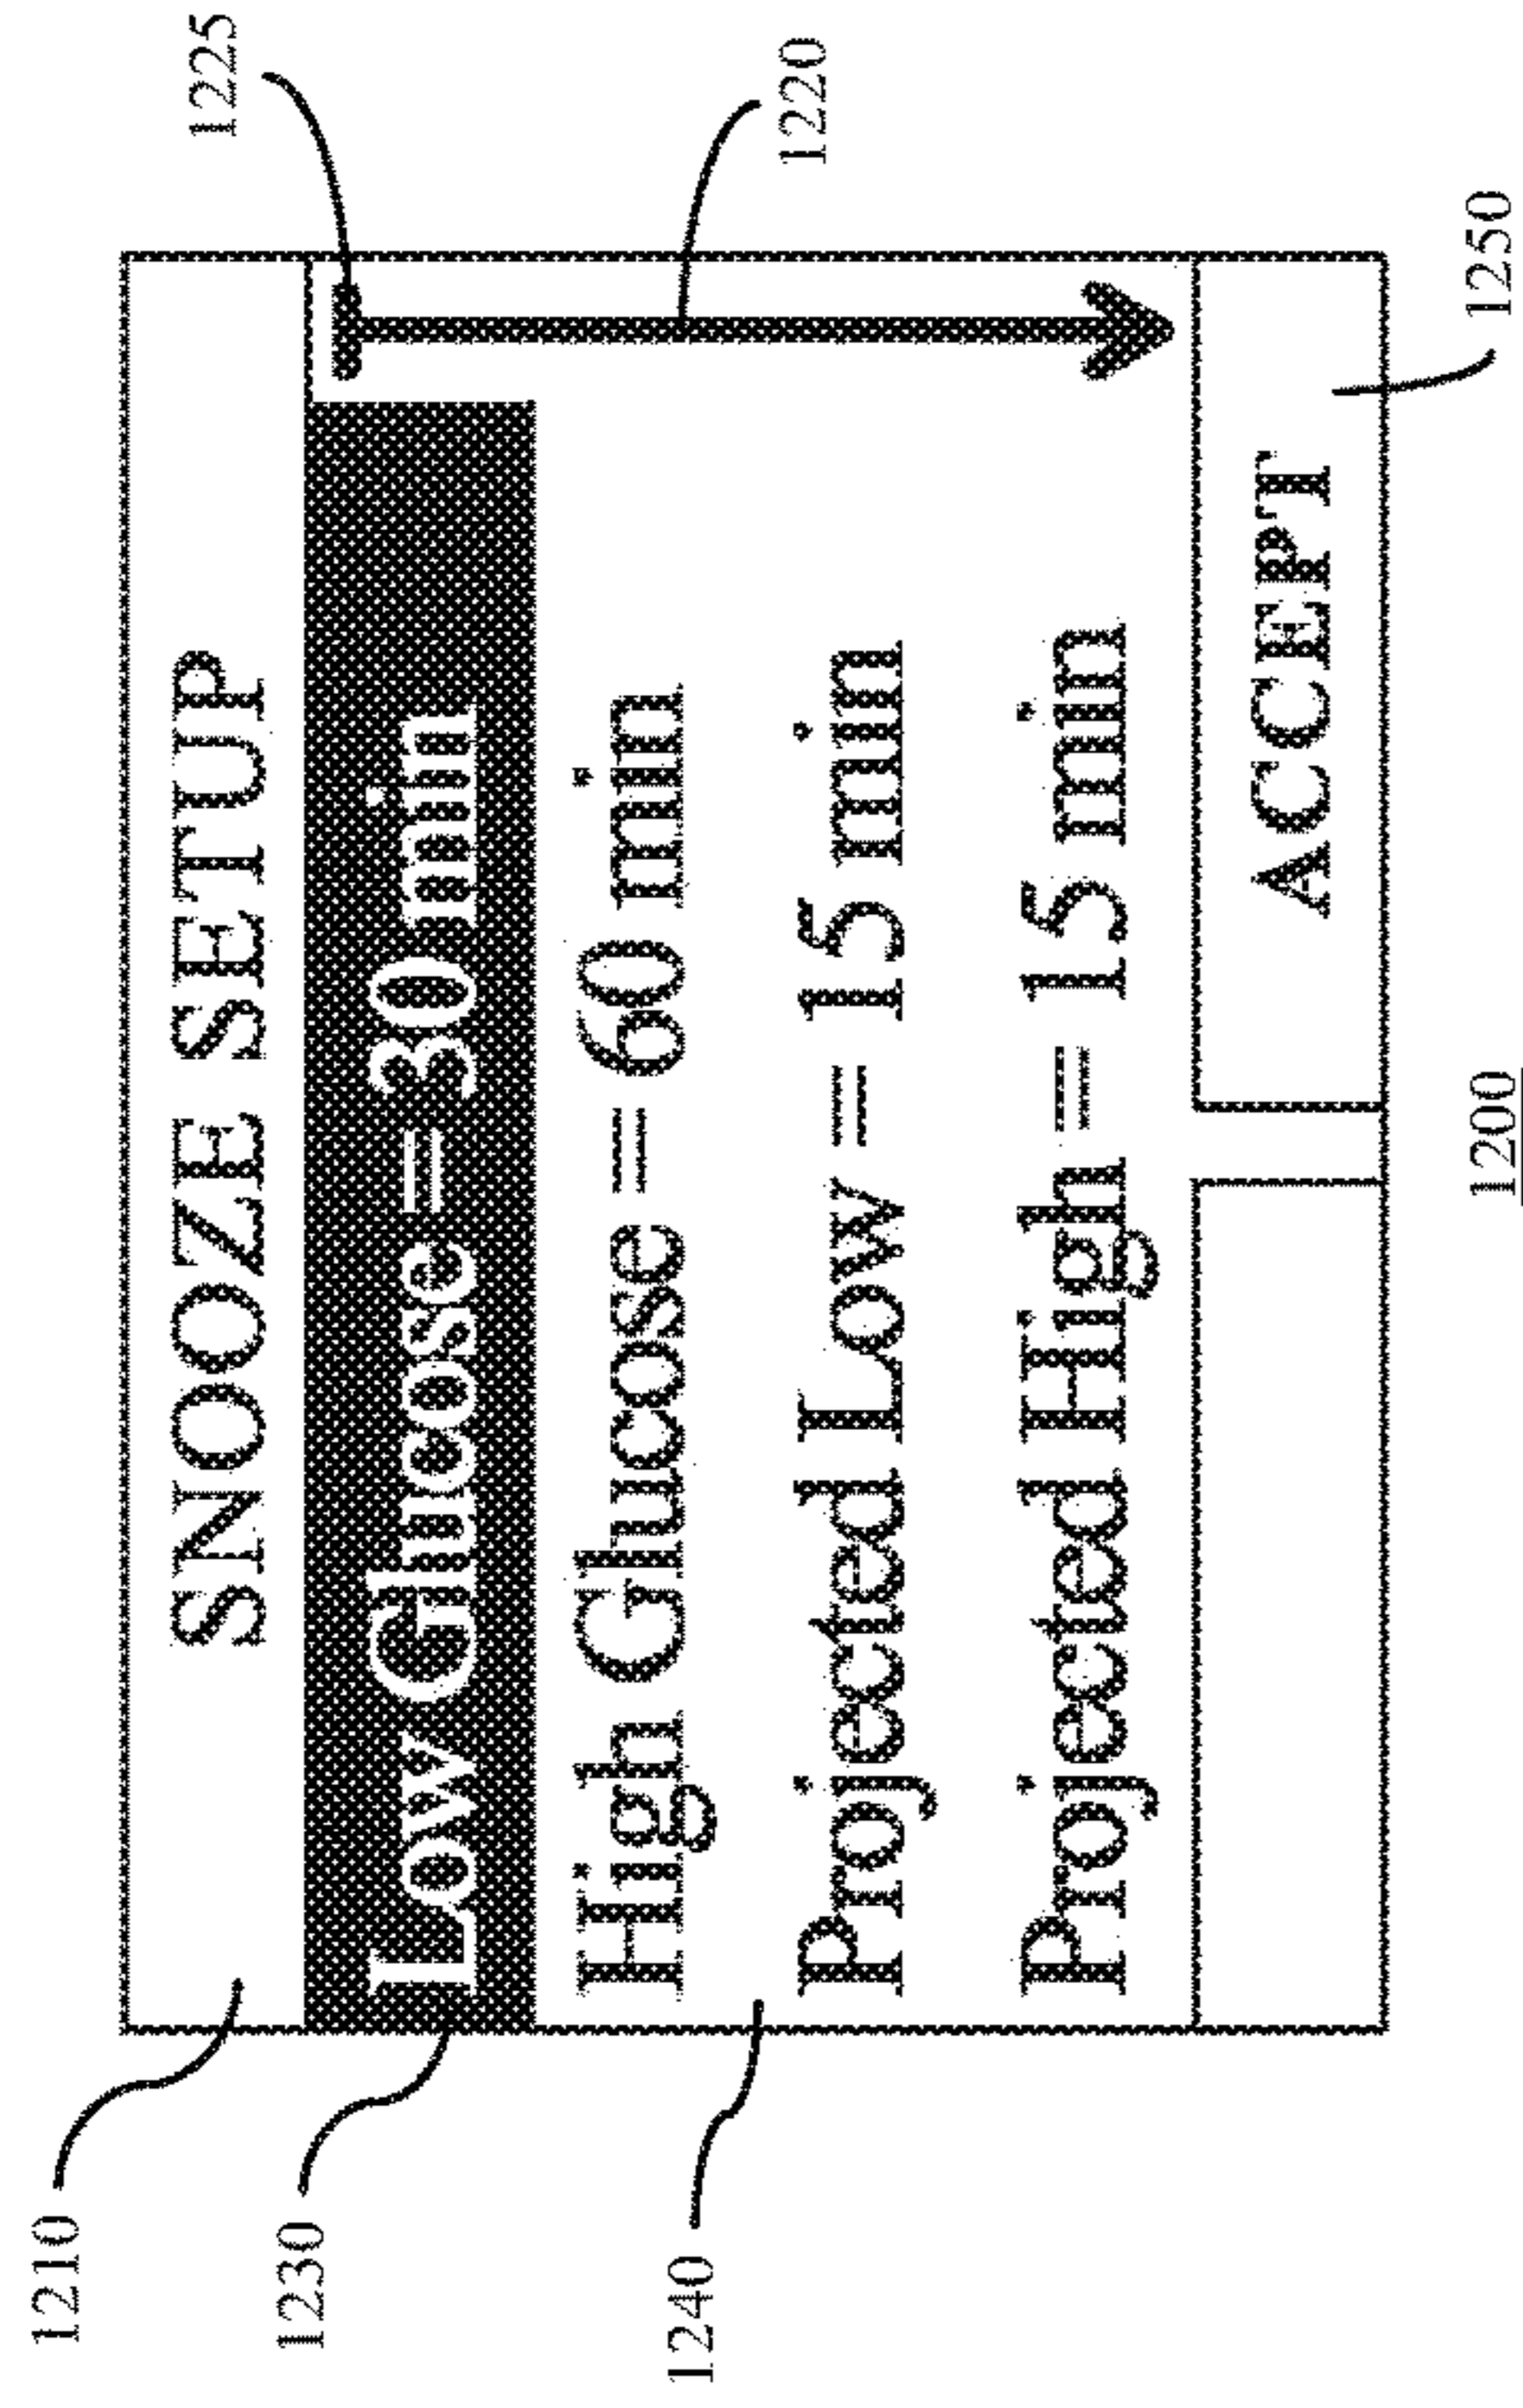 1210
SNOOZE SETUP
1225
1230
Low Glucose = 30 min
High Glucose = 60 min
1220
1240
Projected Low = 15 min
Projected High = 15 min
ACCEPT
1250
1200